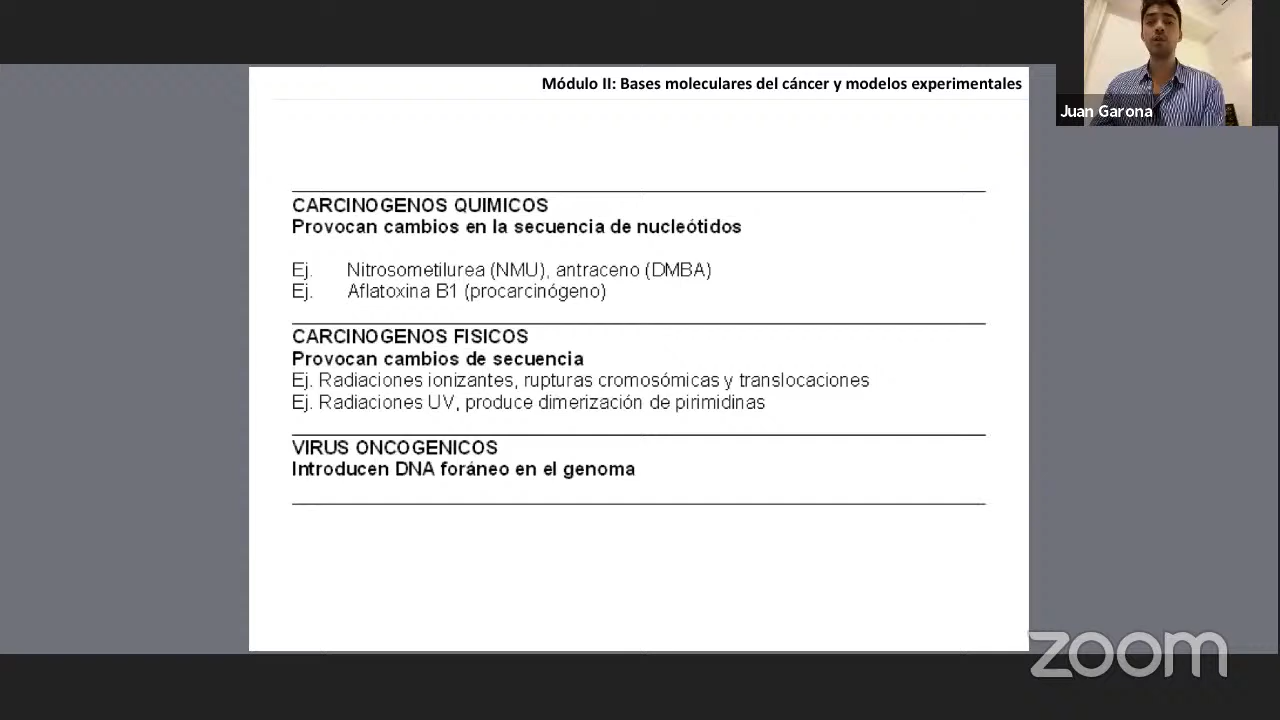 Módulo II: Bases moleculares del cáncer y modelos experimentales
Juan Garona
CARCINOGENOS QUIMICOS
Provocan cambios en la secuencia de nucleótidos
Ej. Nitrosometilurea (NMU), antraceno (DMBA)
Ej. Aflatoxina B1 (procarcinógeno)
CARCINOGENOS FISICOS
Provocan cambios de secuencia
Ej. Radiaciones ionizantes, rupturas cromosómicas y translocaciones
Ej. Radiaciones UV, produce dimerización de pirimidinas
VIRUS ONCOGENICOS
Introducen DNA foráneo en el genoma
zoom